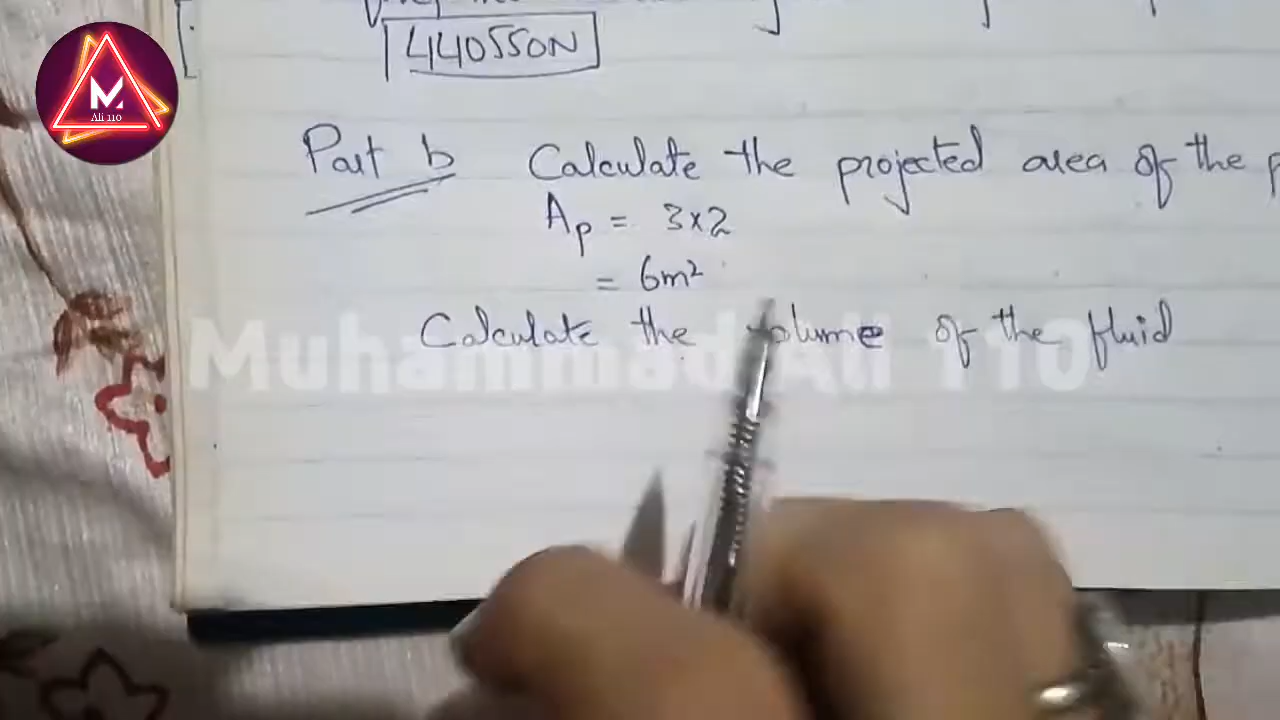 M
Ali 110
440550N
Part b Calculate the projected area of the
Ap = 3x2
= 6m²
Calculate the volume of the fluid
Muhammad Ali 110